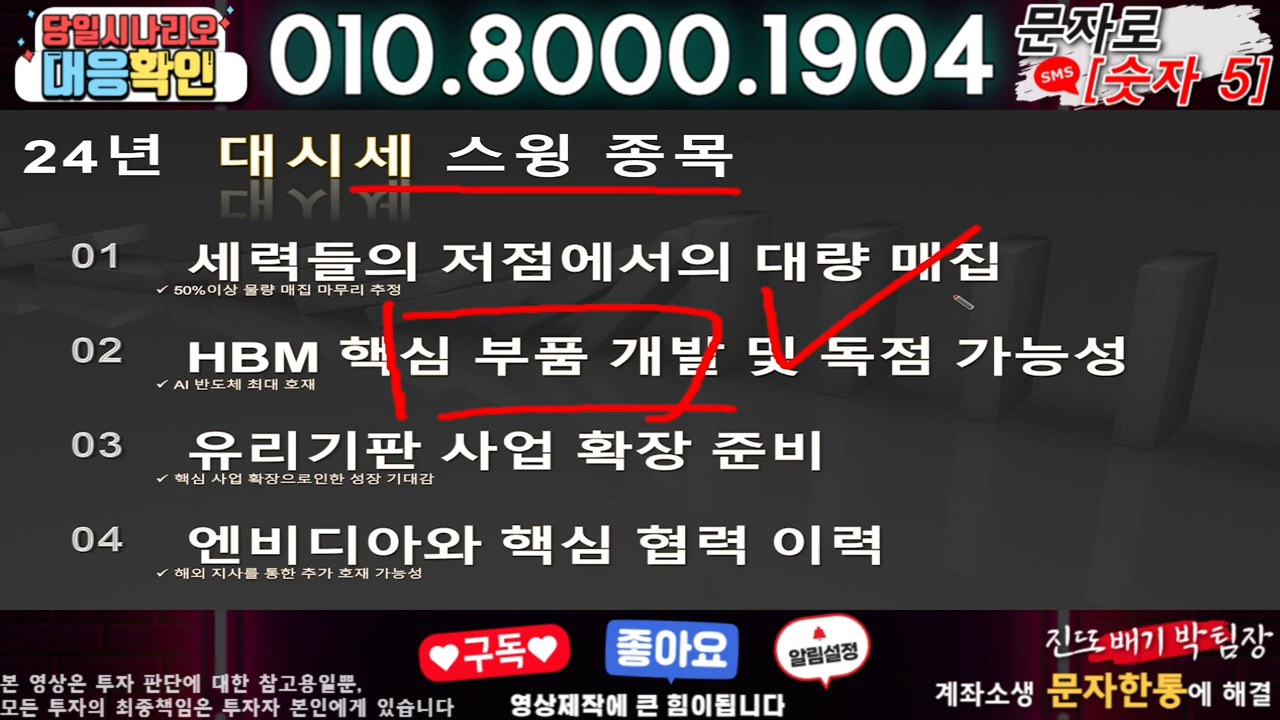 당일시나리오
대응확인
010.8000.1904
문자로
SMS
[숫자 5]
24년 대시세 스윙 종목
01 세력들의 저점에서의 대량 매집
✓ 50%이상 물량 매집 마무리 추정
02 HBM 핵심 부품 개발 및 독점 가능성
✓ AI 반도체 최대 호재
03 유리기판 사업 확장 준비
✓ 핵심 사업 확장으로인한 성장 기대감
04 엔비디아와 핵심 협력 이력
✓ 해외 지사를 통한 추가 호재 가능성
구독
좋아요
알림설정
영상제작에 큰 힘이됩니다
본 영상은 투자 판단에 대한 참고용일뿐,
모든 투자의 최종책임은 투자자 본인에게 있습니다
진또배기 박팀장
계좌소생 문자한통에 해결